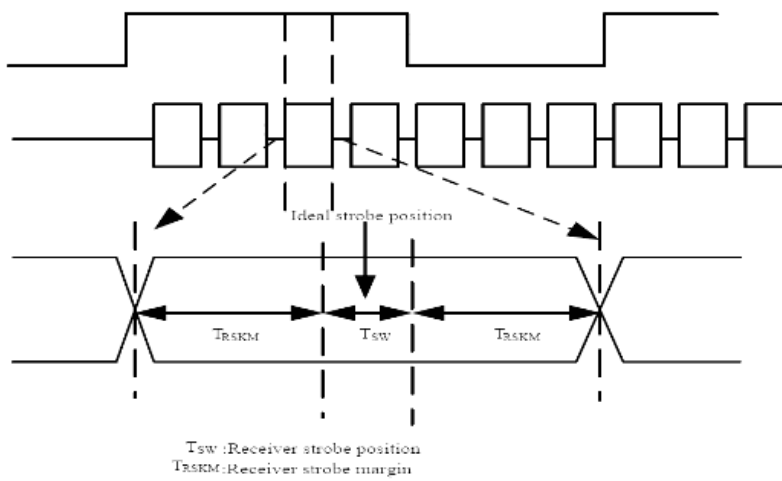 Ideal strobe position
TRSKM TSW TRSKM
TSW :Receiver strobe position
TRSKM:Receiver strobe margin